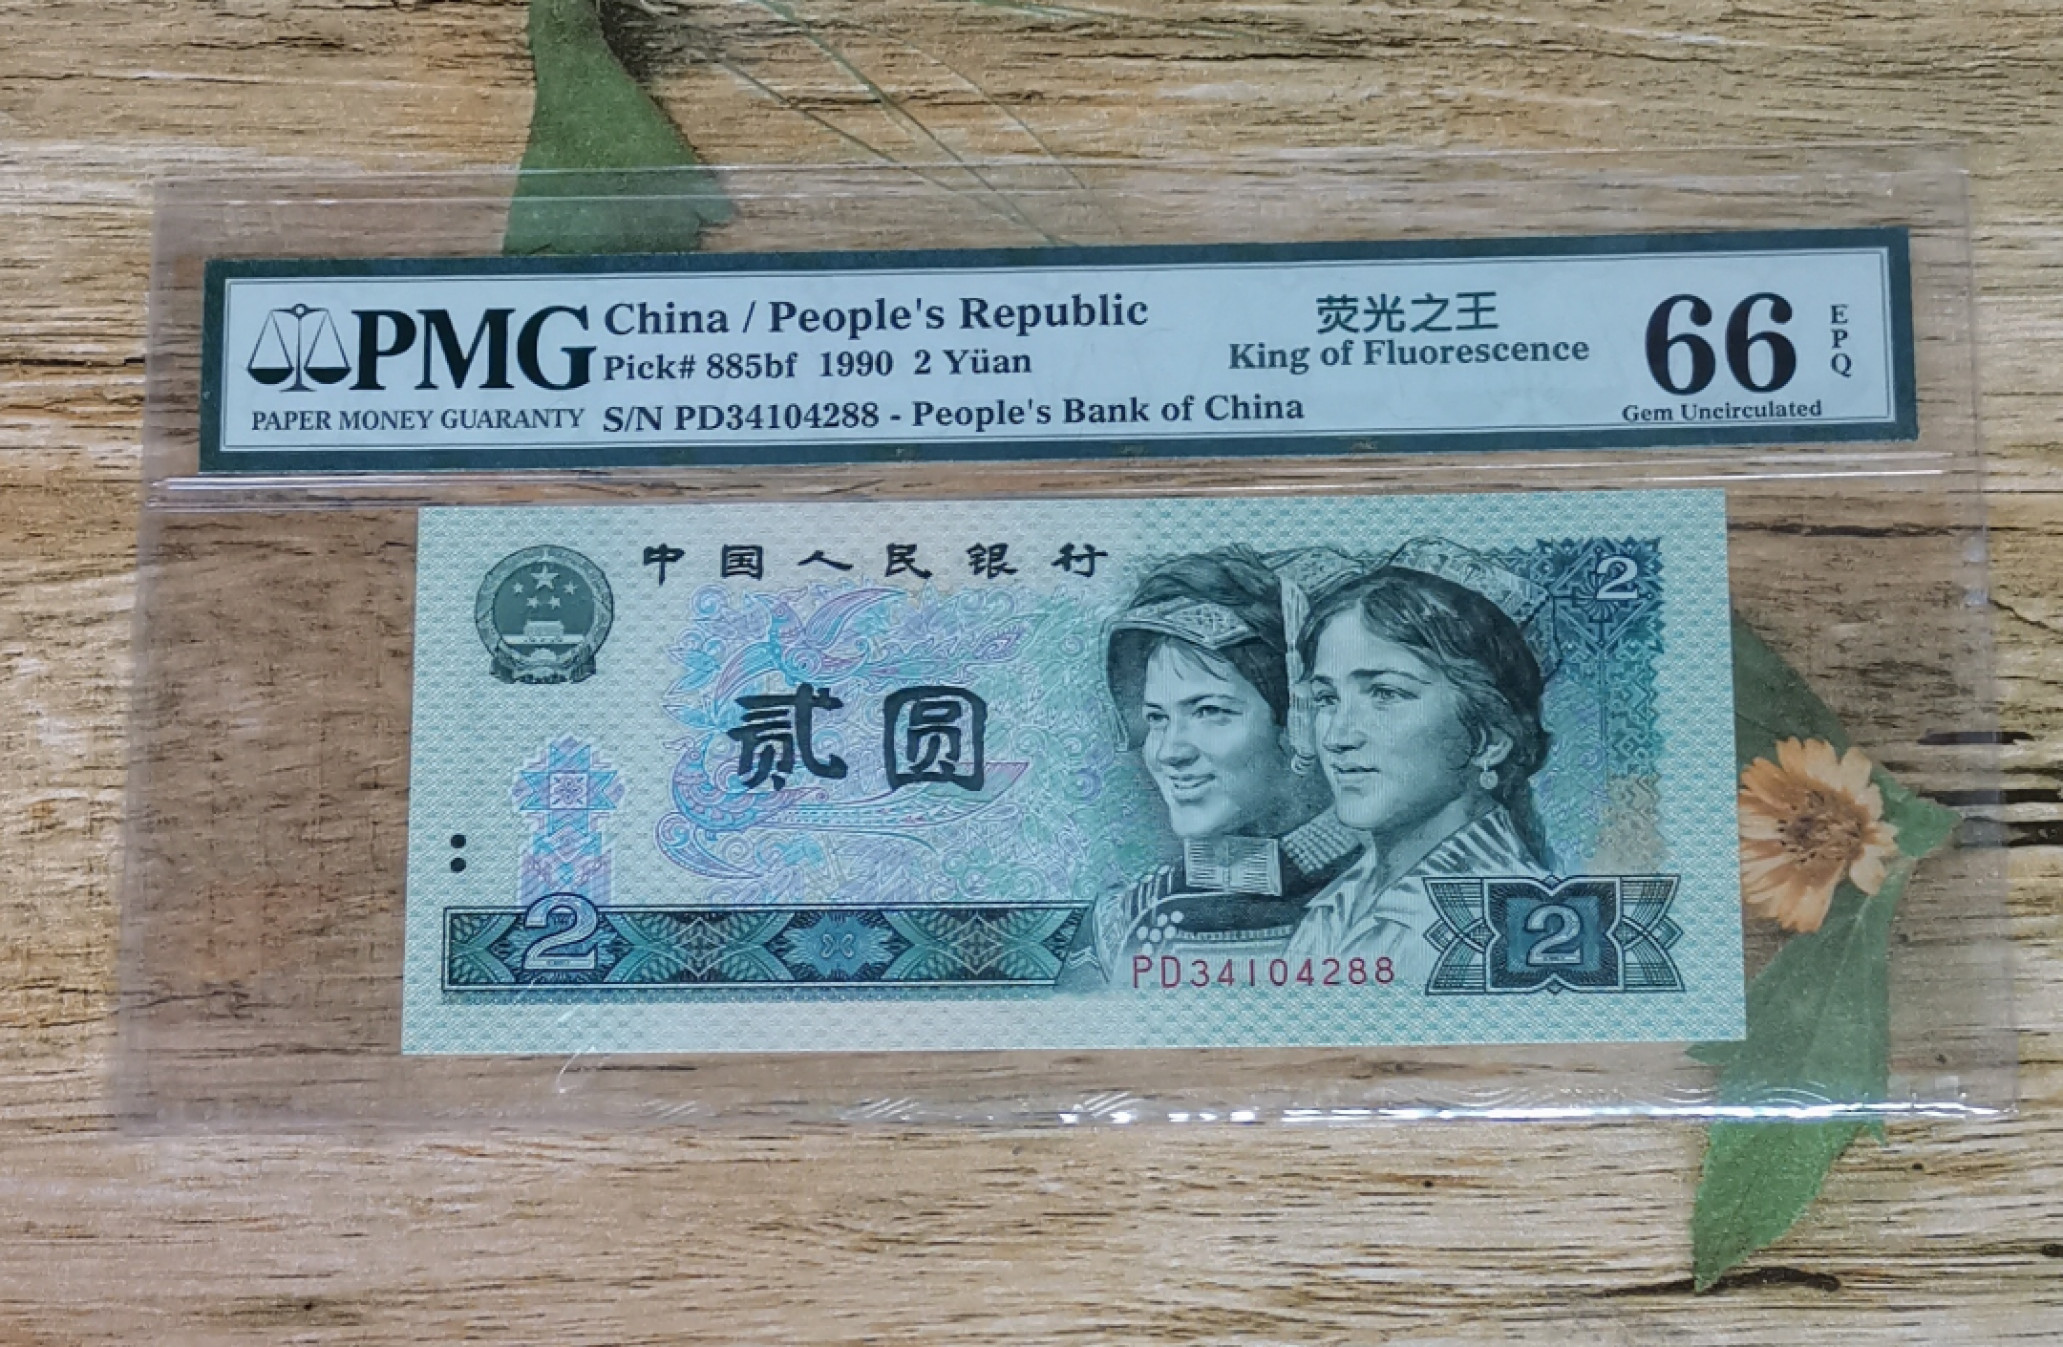 PMG
PAPER MONEY GUARANTY
China / People's Republic
Pick# 885bf 1990 2 Yüan
S/N PD34104288 - People's Bank of China
荧光之王
King of Fluorescence
66
EPQ
Gem Uncirculated
中国人民银行
2
贰圆
2
2
PD34104288